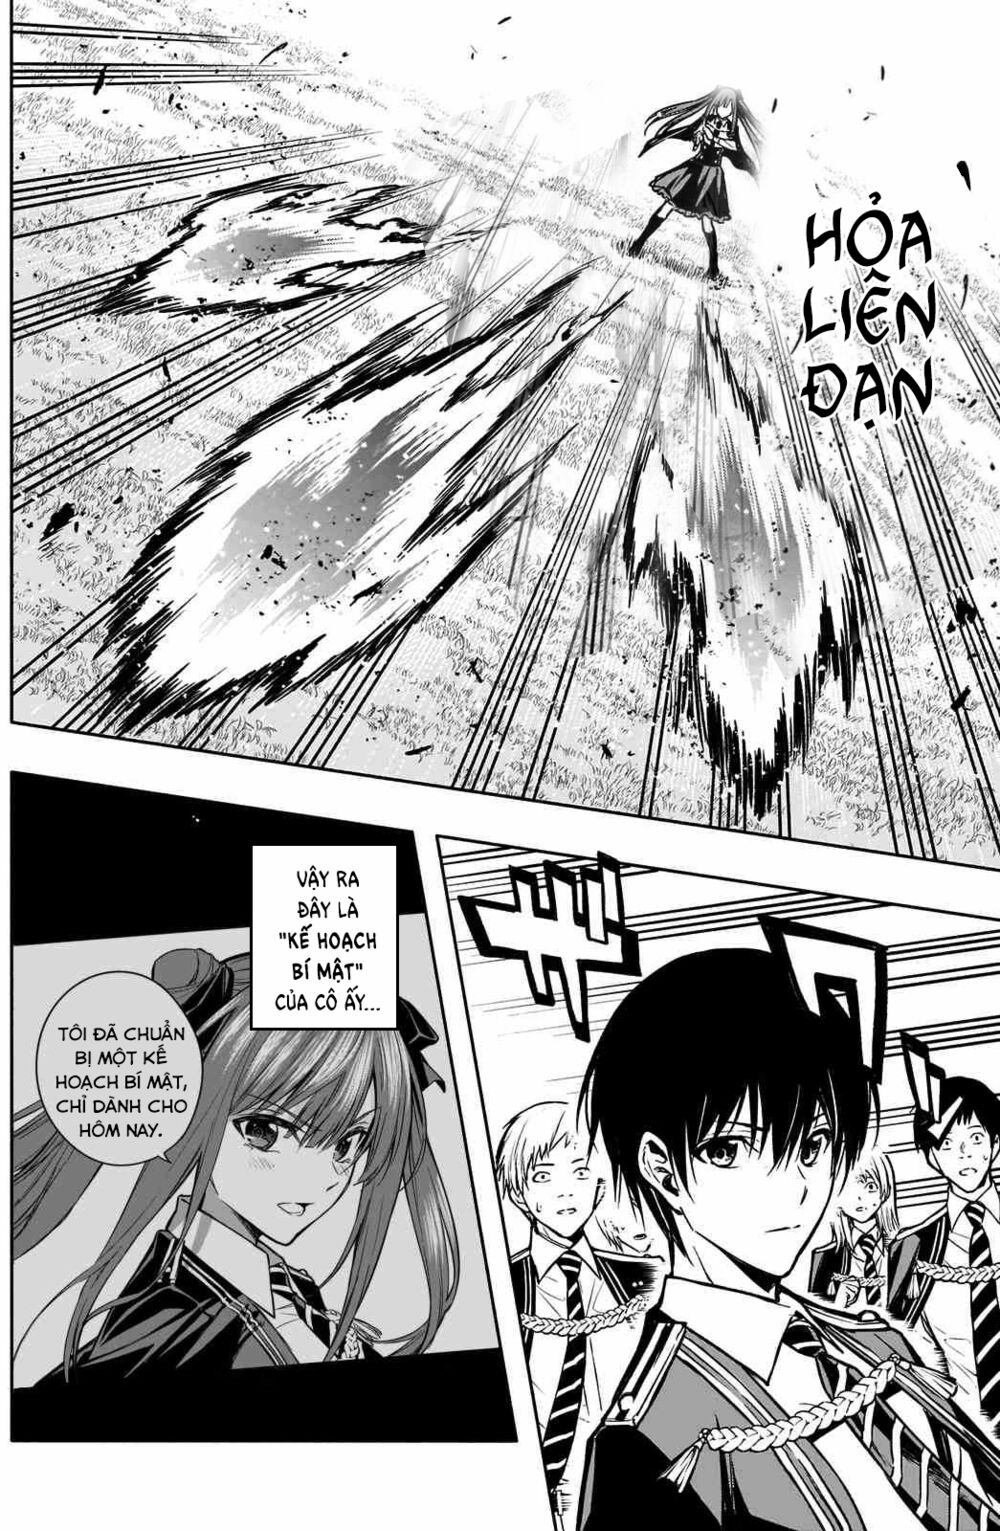 HỎA
LIÊN
ĐẠN
VẬY RA
ĐÂY LÀ
"KẾ HOẠCH
BÍ MẬT"
CỦA CÔ ẤY...
TÔI ĐÃ CHUẨN
BỊ MỘT KẾ
HOẠCH BÍ MẬT,
CHỈ DÀNH CHO
HÔM NAY.